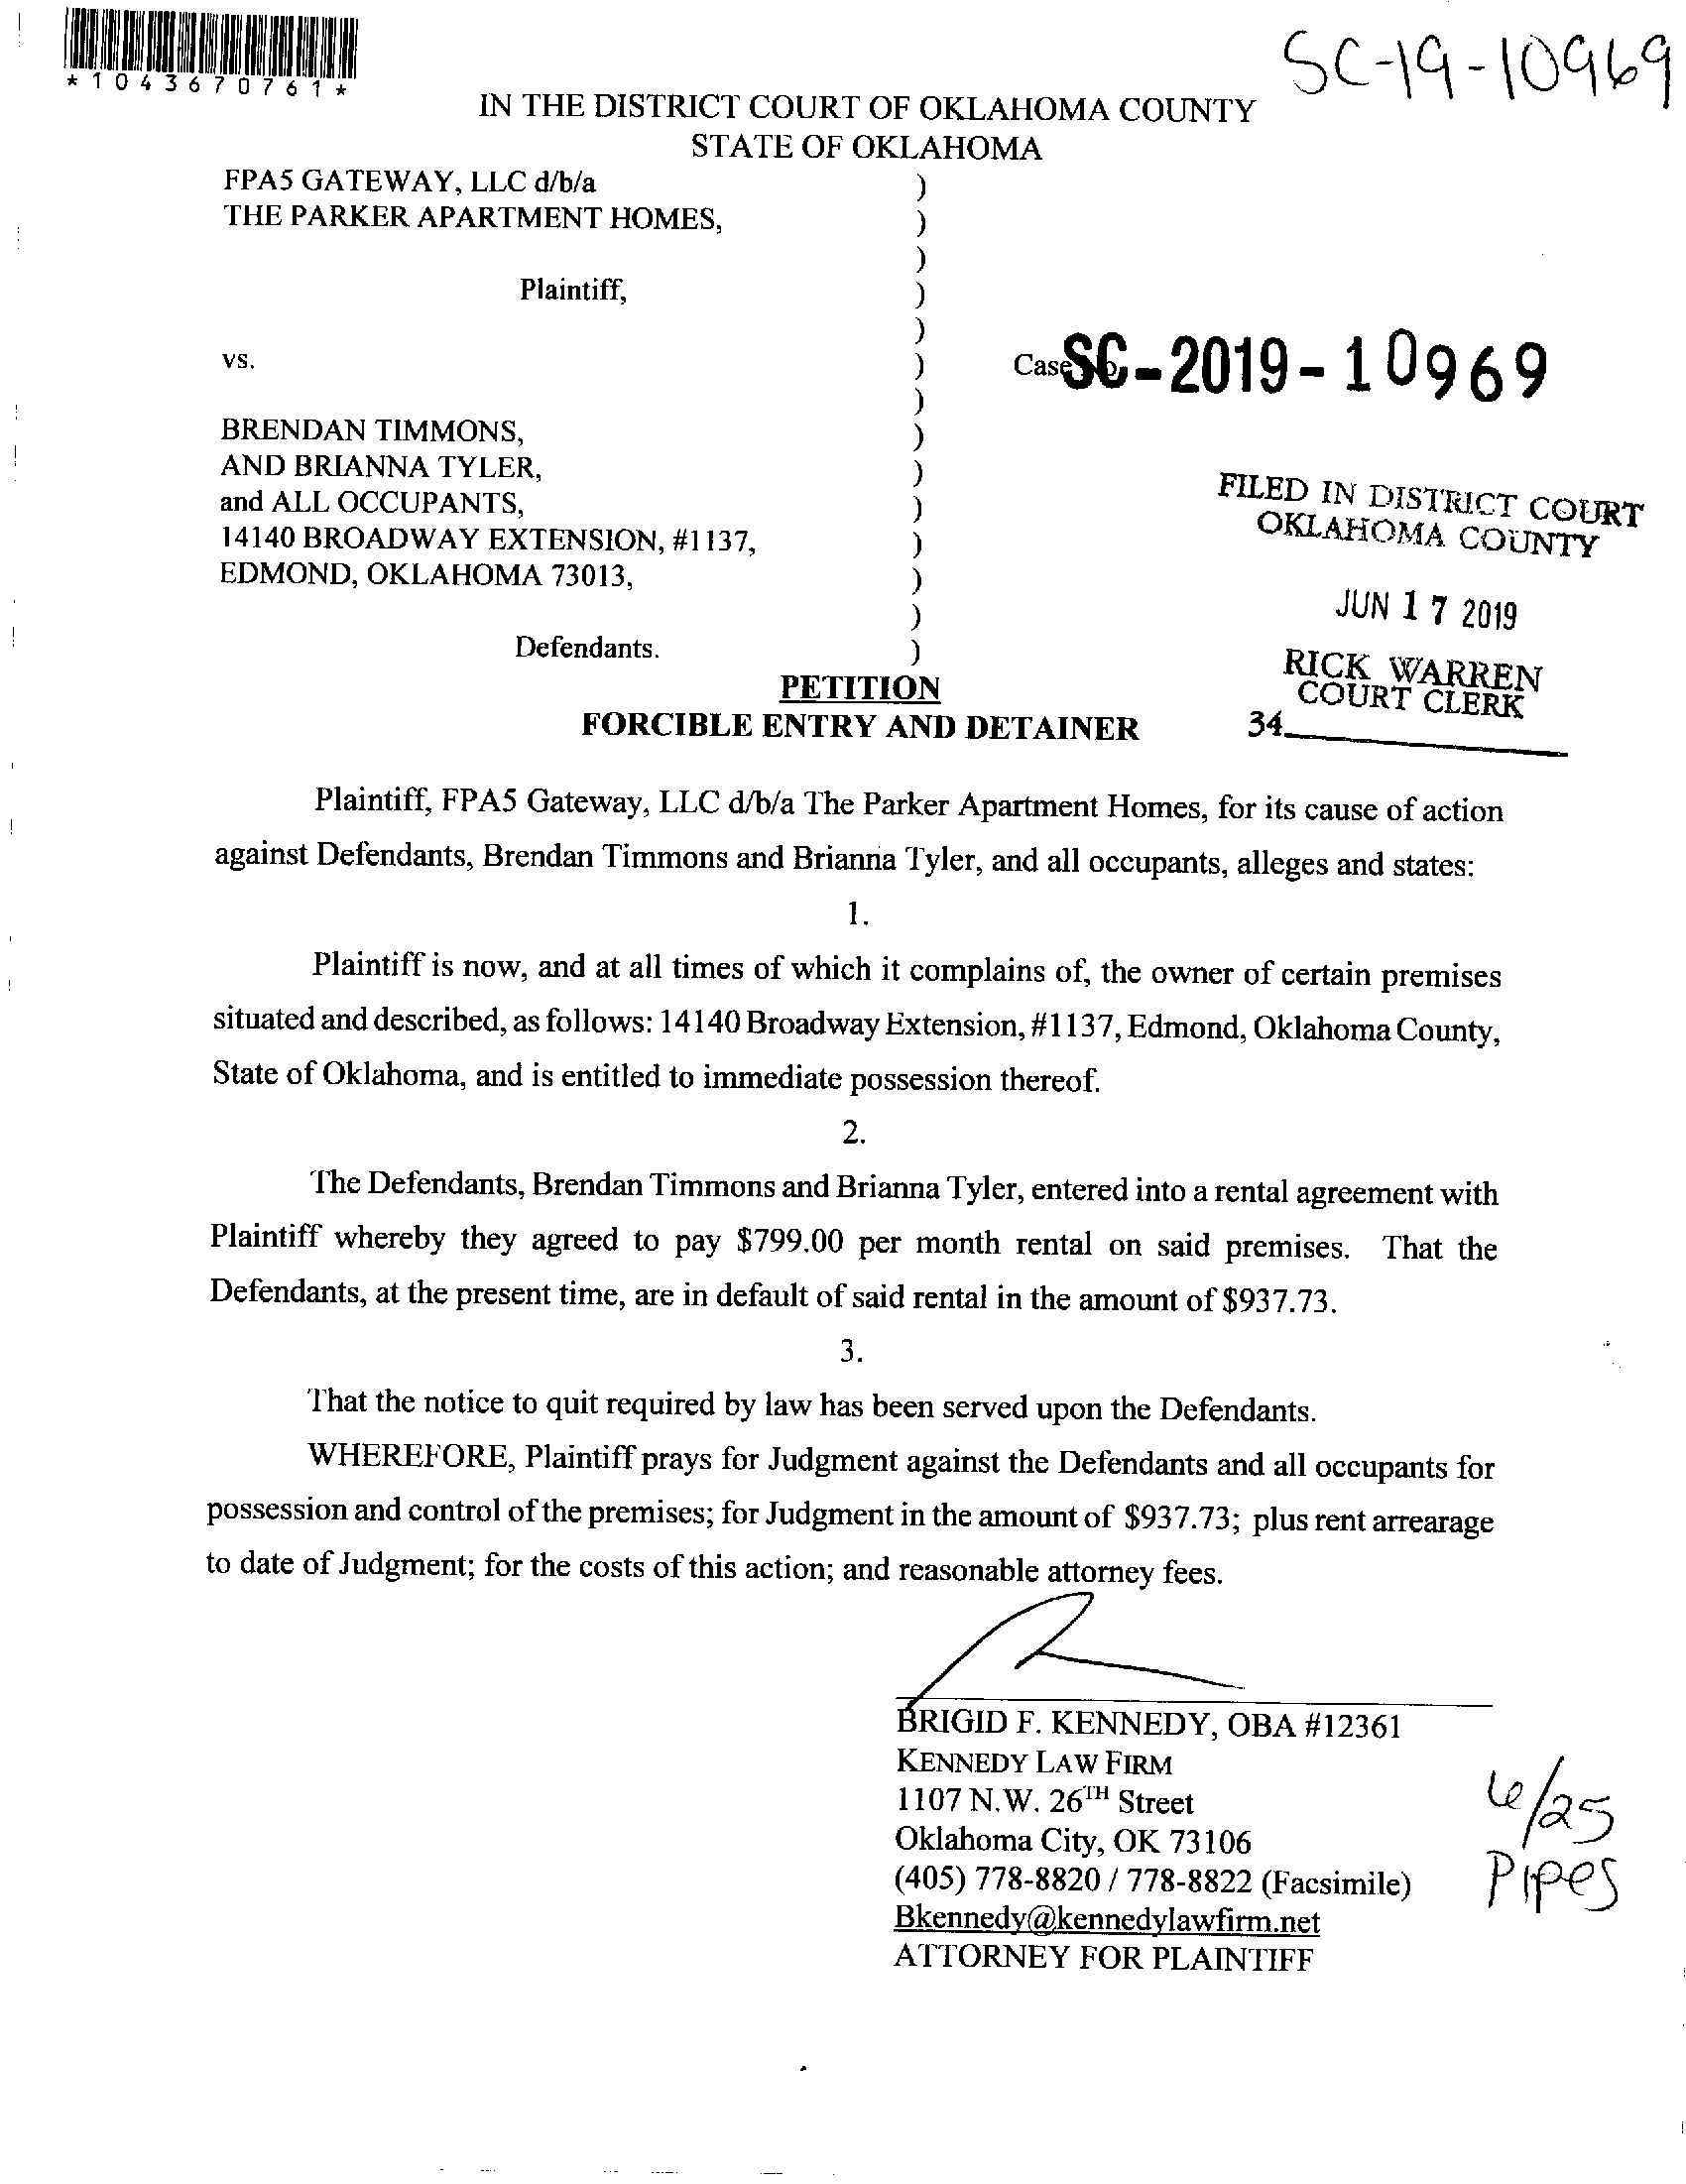 *1043670761*
SC-19-10969
IN THE DISTRICT COURT OF OKLAHOMA COUNTY
STATE OF OKLAHOMA
FPA5 GATEWAY, LLC d/b/a )
THE PARKER APARTMENT HOMES, )
)
Plaintiff, )
)
vs. )
Case SC-2019-10969
)
BRENDAN TIMMONS, )
AND BRIANNA TYLER, )
and ALL OCCUPANTS, )
14140 BROADWAY EXTENSION, #1137, )
EDMOND, OKLAHOMA 73013, )
)
Defendants. )
FILED IN DISTRICT COURT
OKLAHOMA COUNTY
JUN 17 2019
RICK WARREN
COURT CLERK
34
PETITION
FORCIBLE ENTRY AND DETAINER
Plaintiff, FPA5 Gateway, LLC d/b/a The Parker Apartment Homes, for its cause of action
against Defendants, Brendan Timmons and Brianna Tyler, and all occupants, alleges and states:
1.
Plaintiff is now, and at all times of which it complains of, the owner of certain premises
situated and described, as follows: 14140 Broadway Extension, #1137, Edmond, Oklahoma County,
State of Oklahoma, and is entitled to immediate possession thereof.
2.
The Defendants, Brendan Timmons and Brianna Tyler, entered into a rental agreement with
Plaintiff whereby they agreed to pay $799.00 per month rental on said premises. That the
Defendants, at the present time, are in default of said rental in the amount of $937.73.
3.
That the notice to quit required by law has been served upon the Defendants.
WHEREFORE, Plaintiff prays for Judgment against the Defendants and all occupants for
possession and control of the premises; for Judgment in the amount of $937.73; plus rent arrearage
to date of Judgment; for the costs of this action; and reasonable attorney fees.
BRIGID F. KENNEDY, OBA #12361
KENNEDY LAW FIRM
1107 N.W. 26TH Street
Oklahoma City, OK 73106
(405) 778-8820 / 778-8822 (Facsimile)
Bkennedy@kennedylawfirm.net
ATTORNEY FOR PLAINTIFF
6/25
Pipes